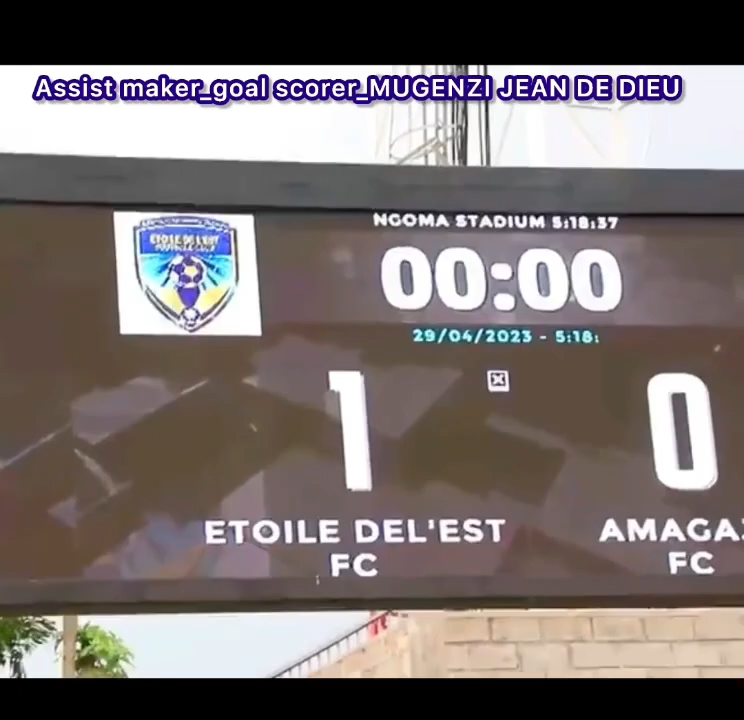 Assist maker_goal scorer_MUGENZI JEAN DE DIEU
NGOMA STADIUM 5:18:37
00:00
29/04/2023 - 5:18:
1
0
ETOILE DEL'EST
FC
FC